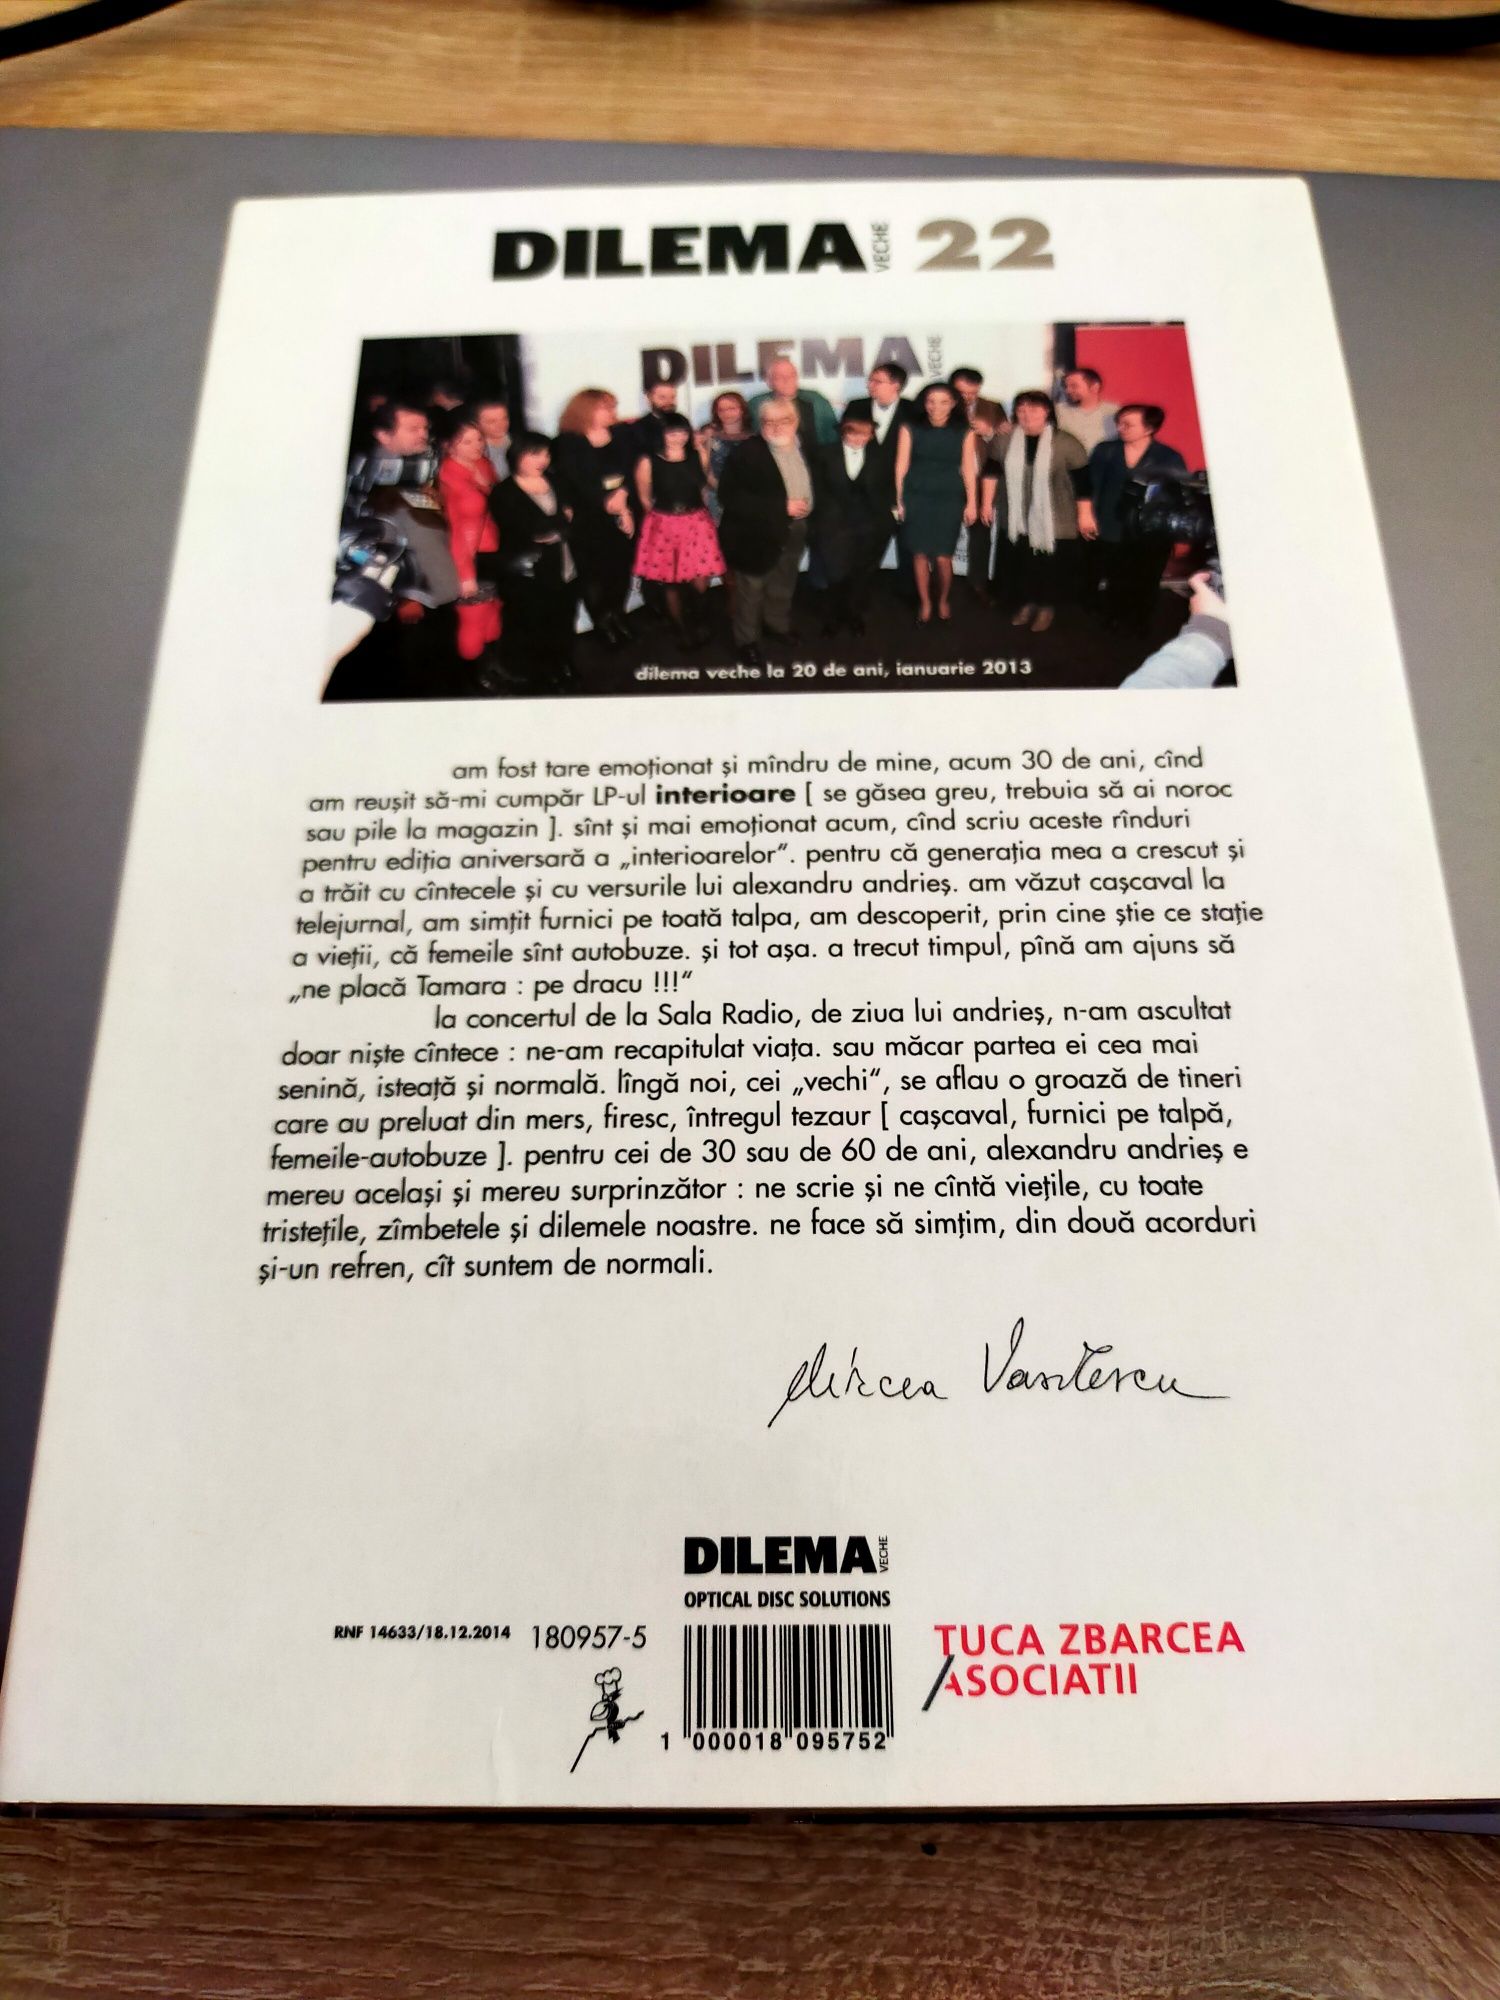 DILEMA VECHE 22
DILEMA VECHE
dilema veche la 20 de ani, ianuarie 2013
am fost tare emoționat și mîndru de mine, acum 30 de ani, cînd
am reușit să-mi cumpăr LP-ul interioare [ se găsea greu, trebuia să ai noroc
sau pile la magazin ]. sînt și mai emoționat acum, cînd scriu aceste rînduri
pentru ediția aniversară a „interioarelor“. pentru că generația mea a crescut și
a trăit cu cîntecele și cu versurile lui alexandru andrieș. am văzut cașcaval la
telejurnal, am simțit furnici pe toată talpa, am descoperit, prin cine știe ce stație
a vieții, că femeile sînt autobuze. și tot așa. a trecut timpul, pînă am ajuns să
„ne placă Tamara : pe dracu !!!“
la concertul de la Sala Radio, de ziua lui andrieș, n-am ascultat
doar niște cîntece : ne-am recapitulat viața. sau măcar partea ei cea mai
senină, isteață și normală. lîngă noi, cei „vechi“, se aflau o groază de tineri
care au preluat din mers, firesc, întregul tezaur [ cașcaval, furnici pe talpă,
femeile-autobuze ]. pentru cei de 30 sau de 60 de ani, alexandru andrieș e
mereu același și mereu surprinzător : ne scrie și ne cîntă viețile, cu toate
tristețile, zîmbetele și dilemele noastre. ne face să simțim, din două acorduri
și-un refren, cît suntem de normali.
Mircea Vasilescu
DILEMA VECHE
OPTICAL DISC SOLUTIONS
RNF 14633/18.12.2014 180957-5
1 000018 095752
TUCA ZBARCEA
ASOCIATII